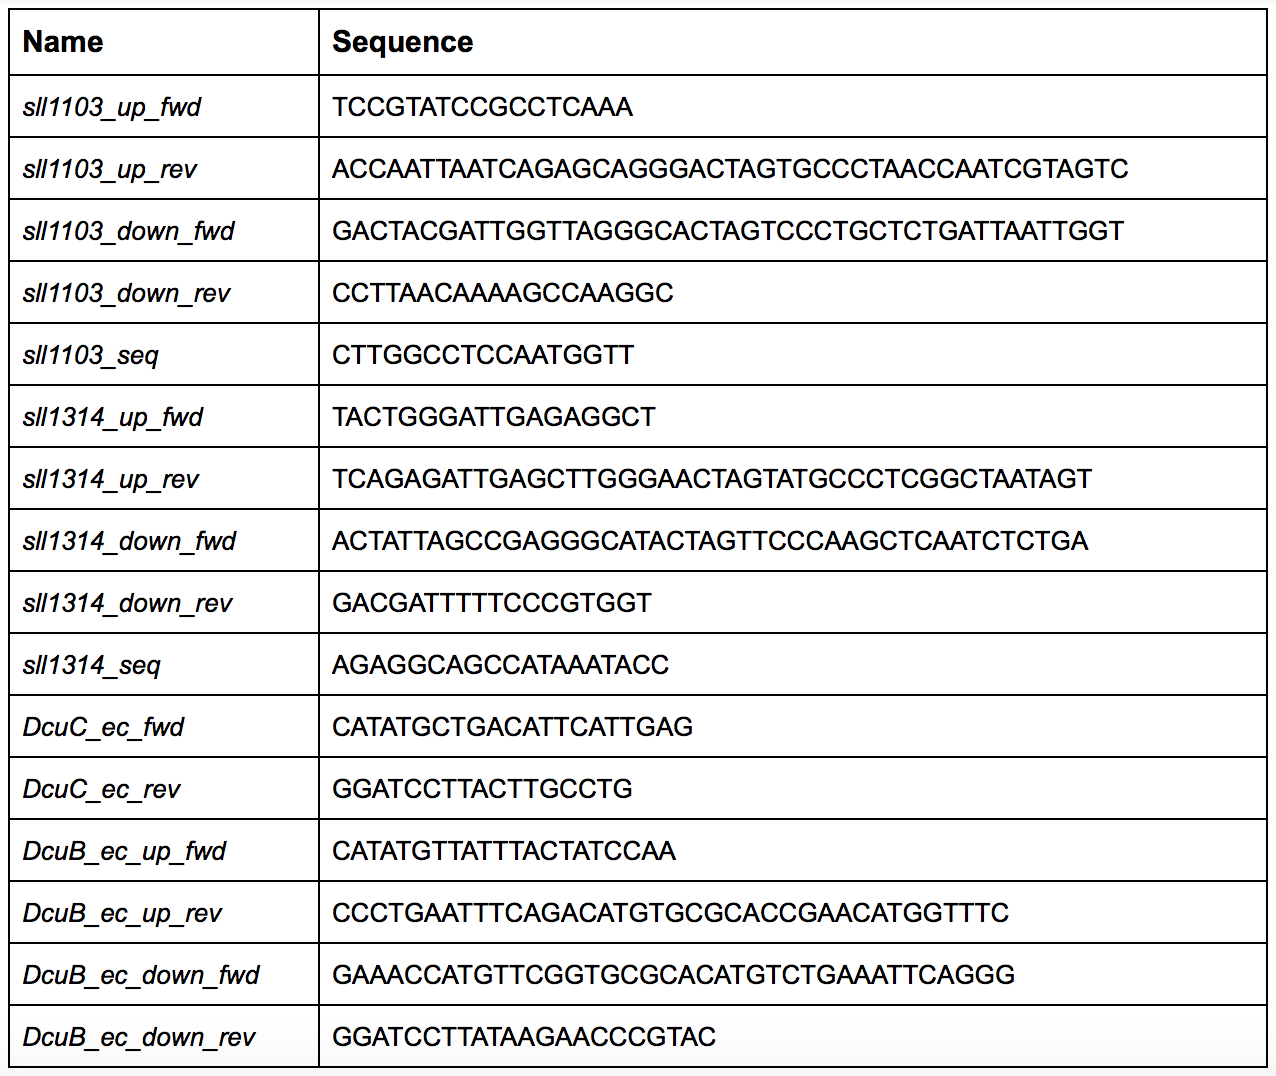 Name Sequence
sll1103_up_fwd TCCGTATCCGCCTCAAA
sll1103_up_rev ACCAATTAATCAGAGCAGGGACTAGTGCCCTAACCAATCGTAGTC
sll1103_down_fwd GACTACGATTGGTTAGGGCACTAGTCCCTGCTCTGATTAATTGGT
sll1103_down_rev CCTTAACAAAAGCCAAGGC
sll1103_seq CTTGGCCTCCAATGGTT
sll1314_up_fwd TACTGGGATTGAGAGGCT
sll1314_up_rev TCAGAGATTGAGCTTGGGAACTAGTATGCCCTCGGCTAATAGT
sll1314_down_fwd ACTATTAGCCGAGGGCATACTAGTTCCCAAGCTCAATCTCTGA
sll1314_down_rev GACGATTTTTCCCGTGGT
sll1314_seq AGAGGCAGCCATAAATACC
DcuC_ec_fwd CATATGCTGACATTCATTGAG
DcuC_ec_rev GGATCCTTACTTGCCTG
DcuB_ec_up_fwd CATATGTTATTTACTATCCAA
DcuB_ec_up_rev CCCTGAATTTCAGACATGTGCGCACCGAACATGGTTTC
DcuB_ec_down_fwd GAAACCATGTTCGGTGCGCACATGTCTGAAATTCAGGG
DcuB_ec_down_rev GGATCCTTATAAGAACCCGTAC